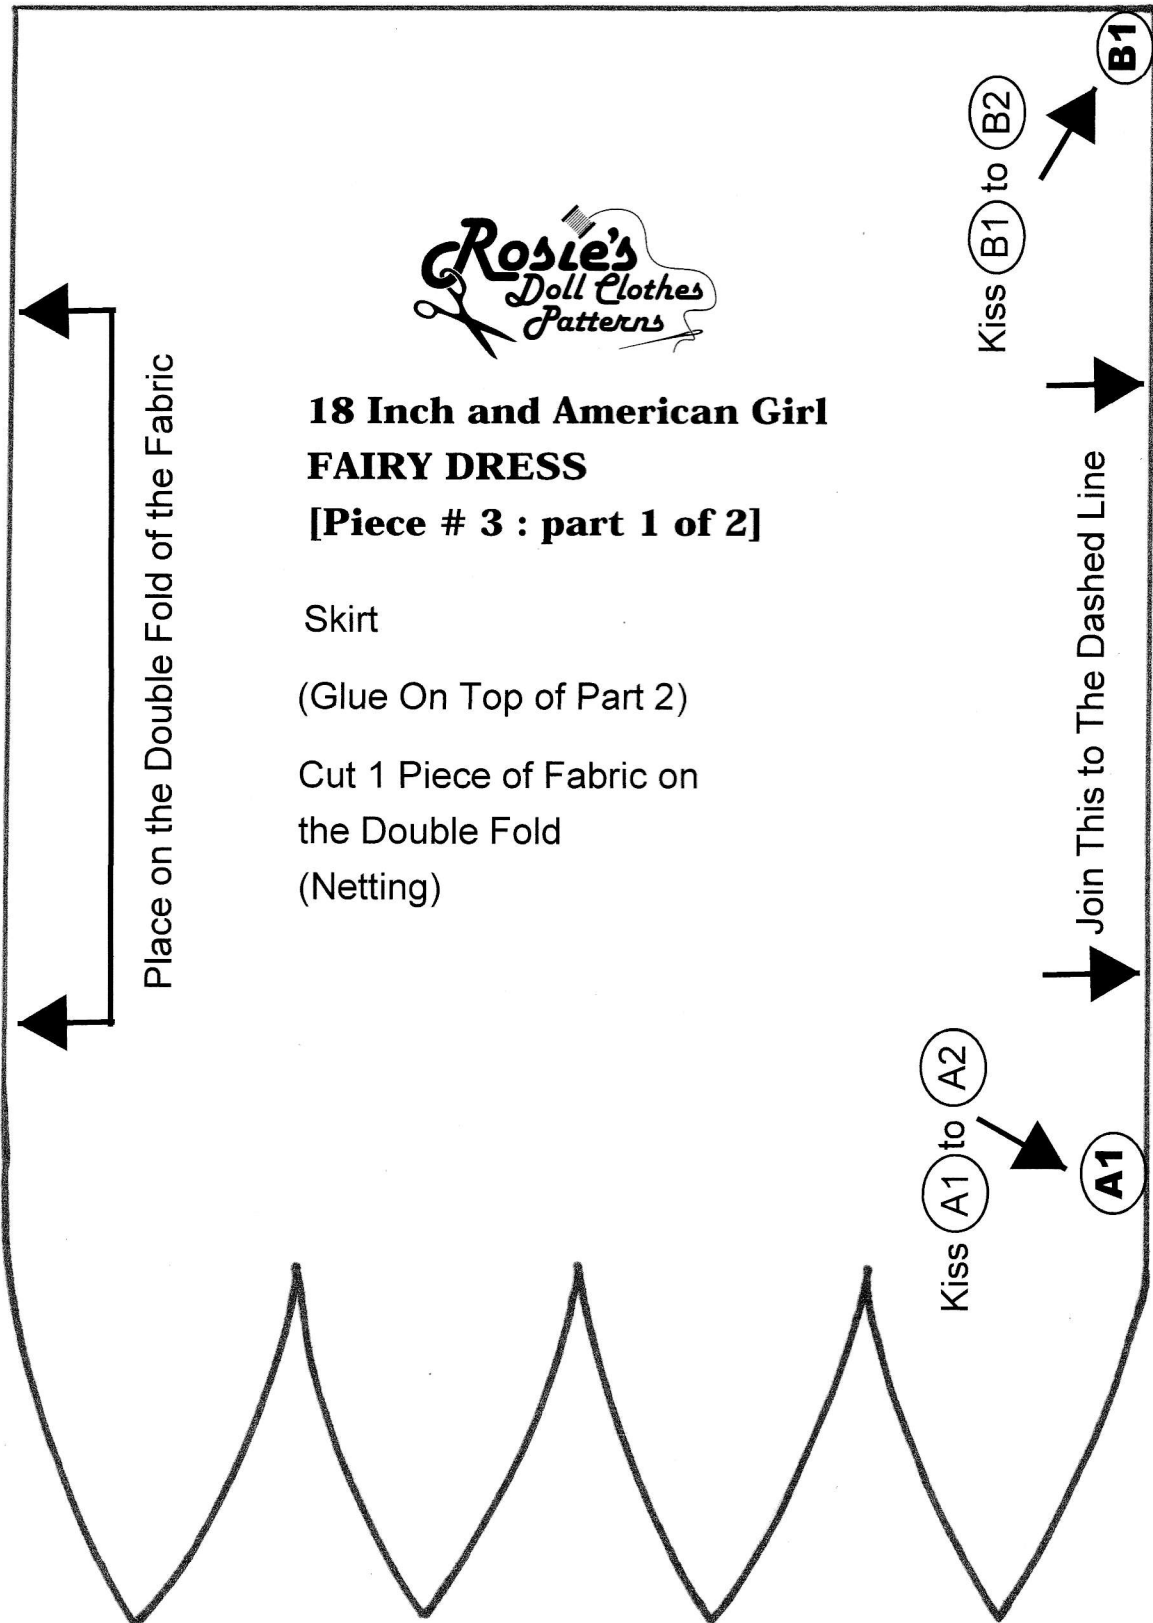 B1
Kiss B1 to B2
Rosie's
Doll Clothes
Patterns
Place on the Double Fold of the Fabric
18 Inch and American Girl
FAIRY DRESS
[Piece # 3 : part 1 of 2]
Skirt
(Glue On Top of Part 2)
Cut 1 Piece of Fabric on
the Double Fold
(Netting)
Join This to The Dashed Line
Kiss A1 to A2
A1